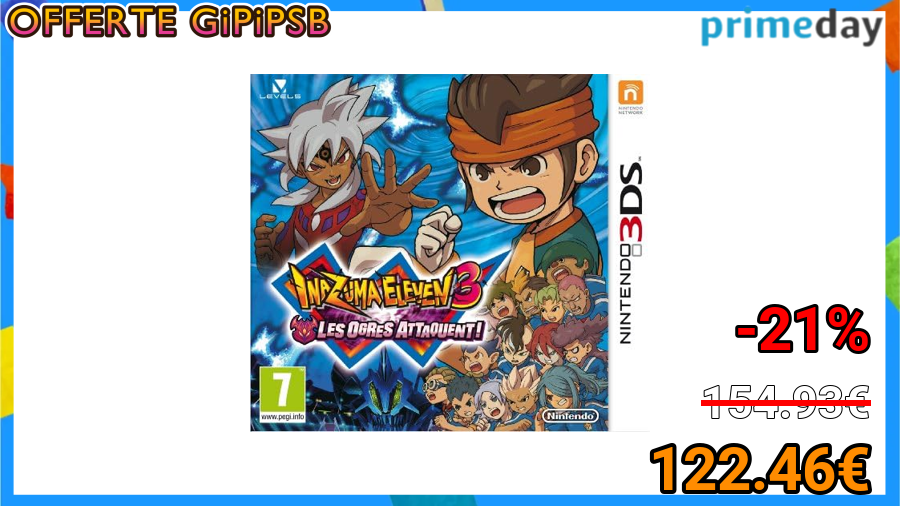 OFFERTE GiPiPSB
primeday
LEVEL5
NINTENDO
NETWORK
NINTENDO 3DS™
INAZUMA ELEVEN 3
LES OGRES ATTAQUENT!
7
www.pegi.info
Nintendo
-21%
154.93€
122.46€